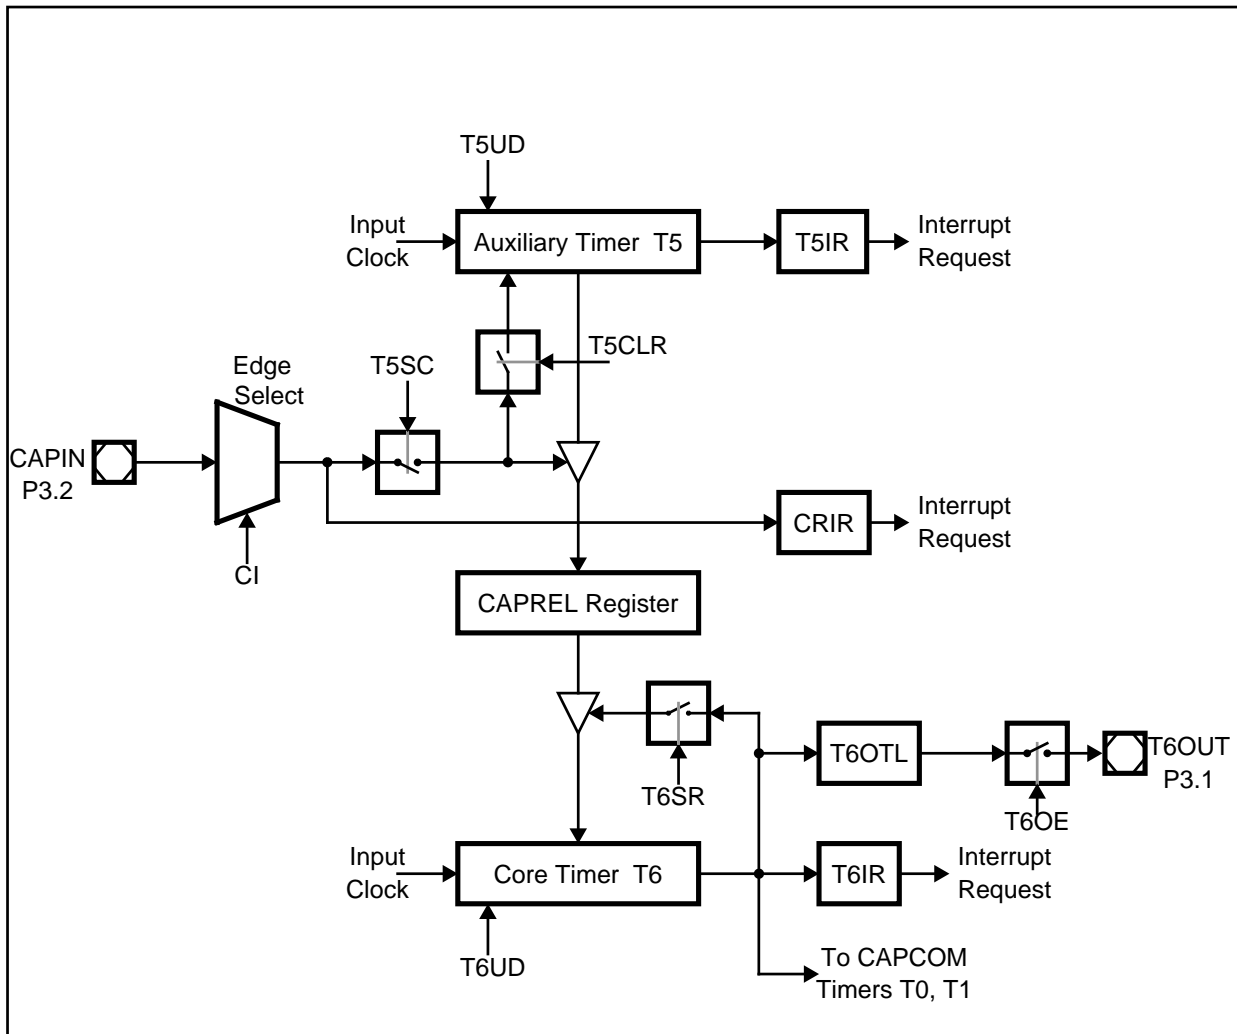 T5UD
Input
Clock
Auxiliary Timer T5
T5IR
Interrupt
Request
T5CLR
Edge
Select
T5SC
CAPIN
P3.2
CI
CRIR
Interrupt
Request
CAPREL Register
T6SR
T6OTL
T6OUT
P3.1
T6OE
Input
Clock
Core Timer T6
T6IR
Interrupt
Request
T6UD
To CAPCOM
Timers T0, T1